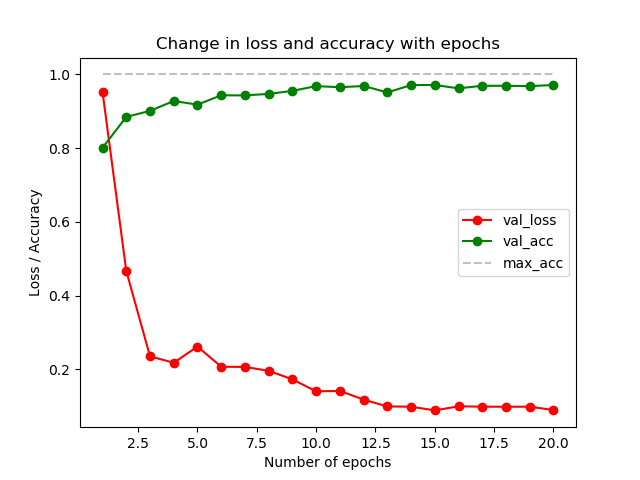 Change in loss and accuracy with epochs
1.0
0.8
0.6
0.4
0.2
Loss / Accuracy
val_loss
val_acc
max_acc
2.5 5.0 7.5 10.0 12.5 15.0 17.5 20.0
Number of epochs